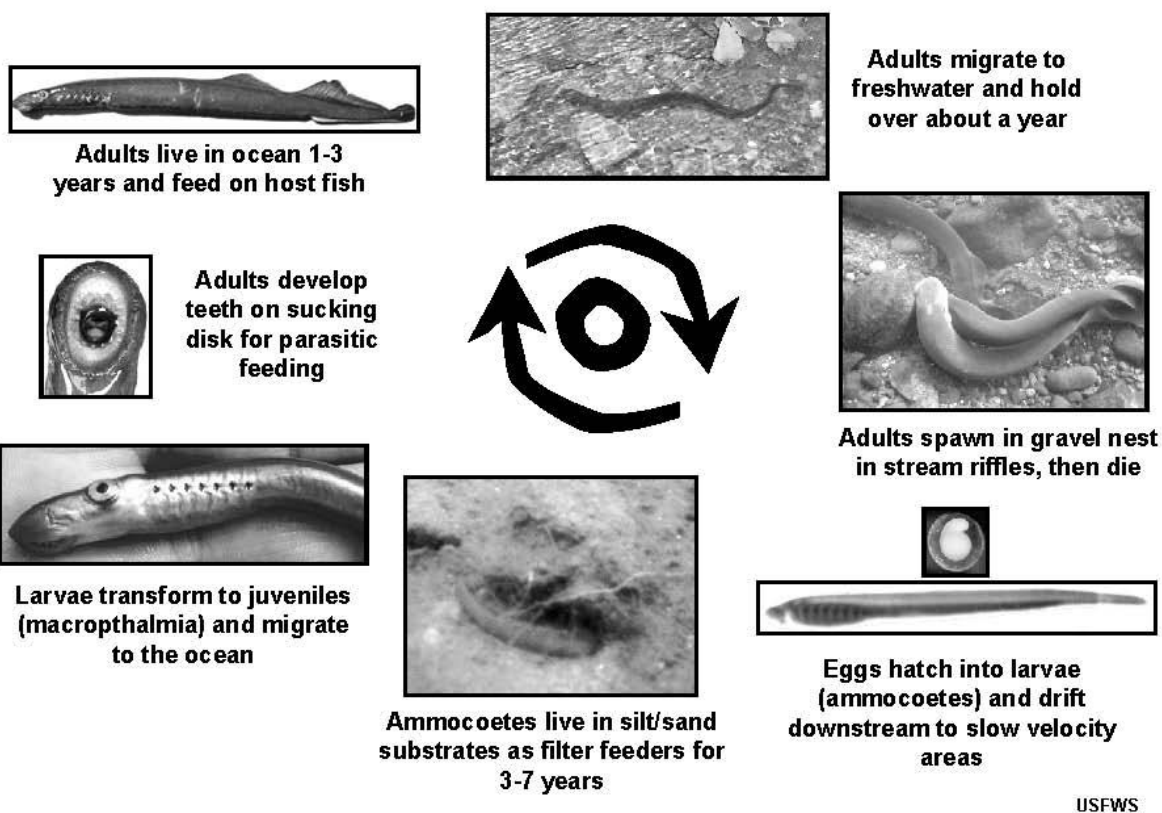 Adults migrate to
freshwater and hold
over about a year
Adults live in ocean 1-3
years and feed on host fish
Adults develop
teeth on sucking
disk for parasitic
feeding
Adults spawn in gravel nest
in stream riffles, then die
Larvae transform to juveniles
(macropthalmia) and migrate
to the ocean
Eggs hatch into larvae
(ammocoetes) and drift
downstream to slow velocity
areas
Ammocoetes live in silt/sand
substrates as filter feeders for
3-7 years
USFWS